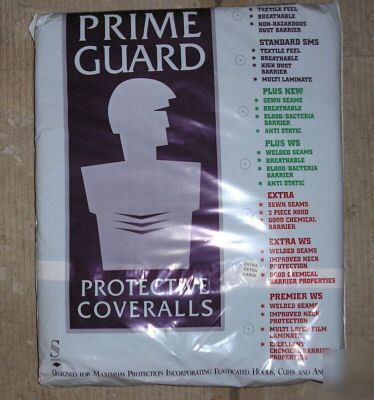 PRIME
GUARD
PROTECTIVE
COVERALLS
TEXTILE FEEL
BREATHABLE
NON-HAZARDOUS
DUST BARRIER
STANDARD SMS
TEXTILE FEEL
BREATHABLE
HIGH DUST
BARRIER
MULTI LAMINATE
PLUS NEW
SEWN SEAMS
BREATHABLE
BLOOD/BACTERIA
BARRIER
ANTI STATIC
PLUS WS
WELDED SEAMS
BREATHABLE
BLOOD/BACTERIA
BARRIER
ANTI STATIC
EXTRA
SEWN SEAMS
3 PIECE HOOD
GOOD CHEMICAL
BARRIER
EXTRA WS
WELDED SEAMS
IMPROVED NECK
PROTECTION
GOOD CHEMICAL
BARRIER PROPERTIES
EXTRA
EXTRA
LARGE
PREMIER WS
WELDED SEAMS
IMPROVED NECK
PROTECTION
MULTI LAYER FILM
LAMINATE
EXCELLENT
CHEMICAL BARRIER
PROPERTIES
S
DESIGNED FOR MAXIMUM PROTECTION INCORPORATING ELASTICATED HOODS, CUFFS AND